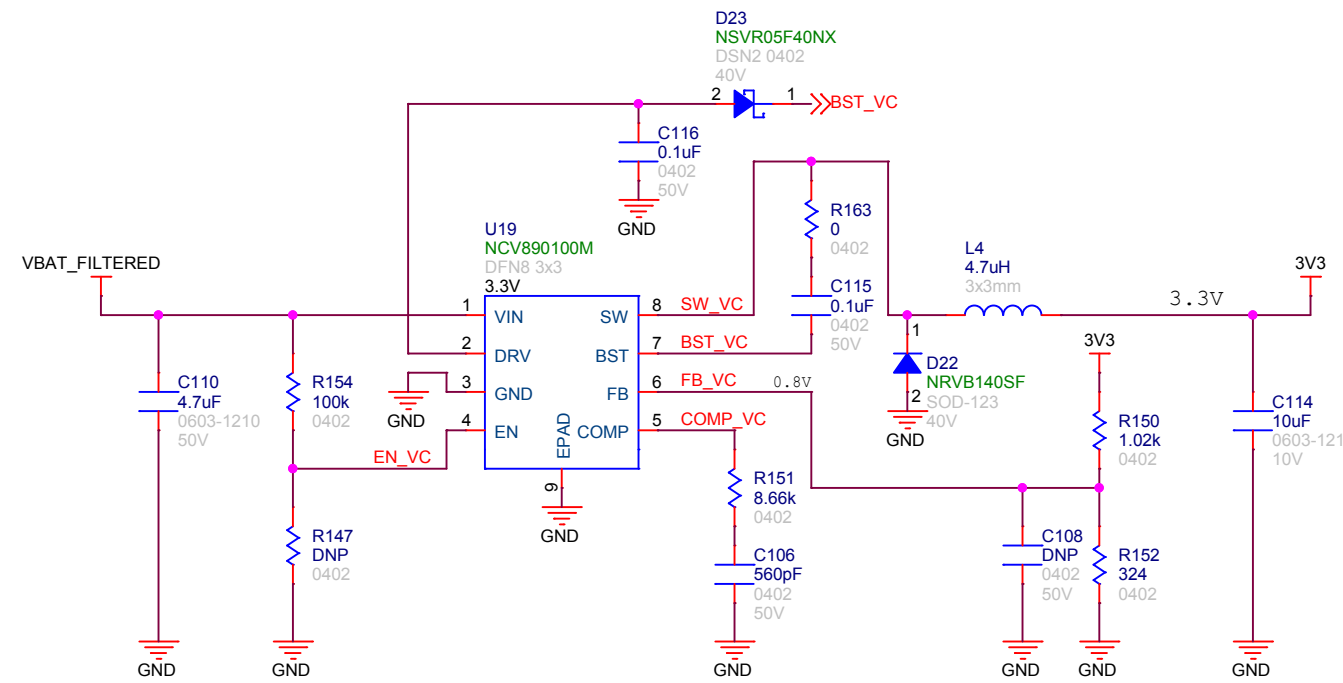 D23
NSVR05F40NX
DSN2 0402
40V
2
1
BST_VC
C116
0.1uF
0402
50V
GND
U19
NCV890100M
DFN8 3x3
3.3V
R163
0
0402
L4
4.7uH
3x3mm
VBAT_FILTERED
3V3
C115
0.1uF
0402
50V
3.3V
1
VIN
SW
8
SW_VC
2
DRV
BST
7
BST_VC
3
GND
FB
6
FB_VC
0.8V
4
EN
COMP
5
COMP_VC
EPAD
9
GND
GND
EN_VC
C110
4.7uF
0603-1210
50V
R154
100k
0402
R147
DNP
0402
1
D22
NRVB140SF
2
SOD-123
40V
GND
3V3
R150
1.02k
0402
C114
10uF
0603-121
10V
R151
8.66k
0402
C106
560pF
0402
50V
C108
DNP
0402
50V
R152
324
0402
GND
GND
GND
GND
GND
GND